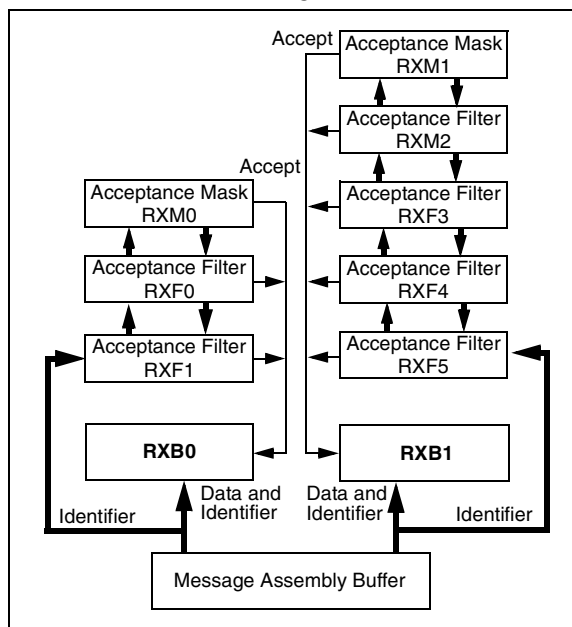 Accept
Acceptance Mask
RXM1
Acceptance Filter
RXM2
Accept
Acceptance Mask
RXM0
Acceptance Filter
RXF3
Acceptance Filter
RXF0
Acceptance Filter
RXF4
Acceptance Filter
RXF1
Acceptance Filter
RXF5
RXB0
RXB1
Data and
Identifier
Data and
Identifier
Identifier
Identifier
Message Assembly Buffer